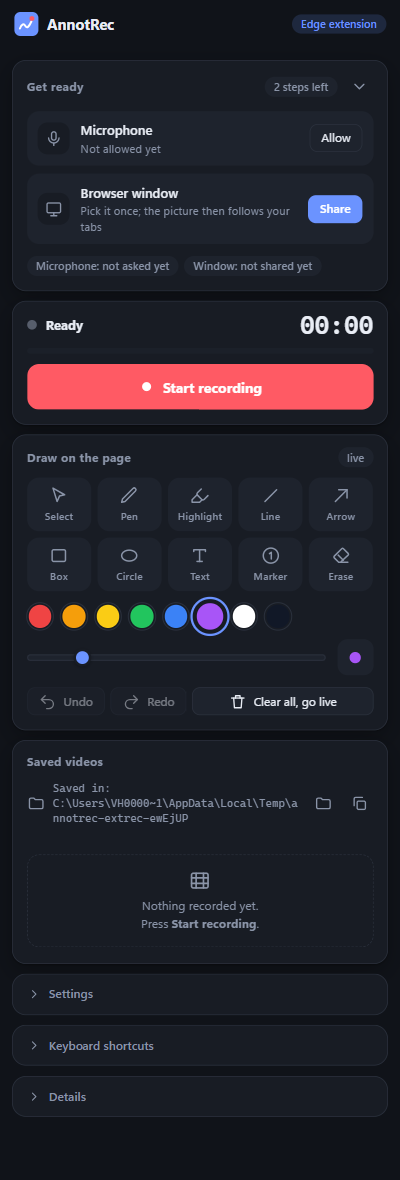 AnnotRec
Edge extension
Get ready
2 steps left
Microphone
Not allowed yet
Allow
Browser window
Pick it once; the picture then follows your
tabs
Share
Microphone: not asked yet
Window: not shared yet
Ready
00:00
Start recording
Draw on the page
live
Select
Pen
Highlight
Line
Arrow
Box
Circle
Text
1
Marker
Erase
Undo
Redo
Clear all, go live
Saved videos
Saved in:
C:\Users\VH0000~1\AppData\Local\Temp\a
nnotrec-extrec-ewEjUP
Nothing recorded yet.
Press Start recording.
Settings
Keyboard shortcuts
Details